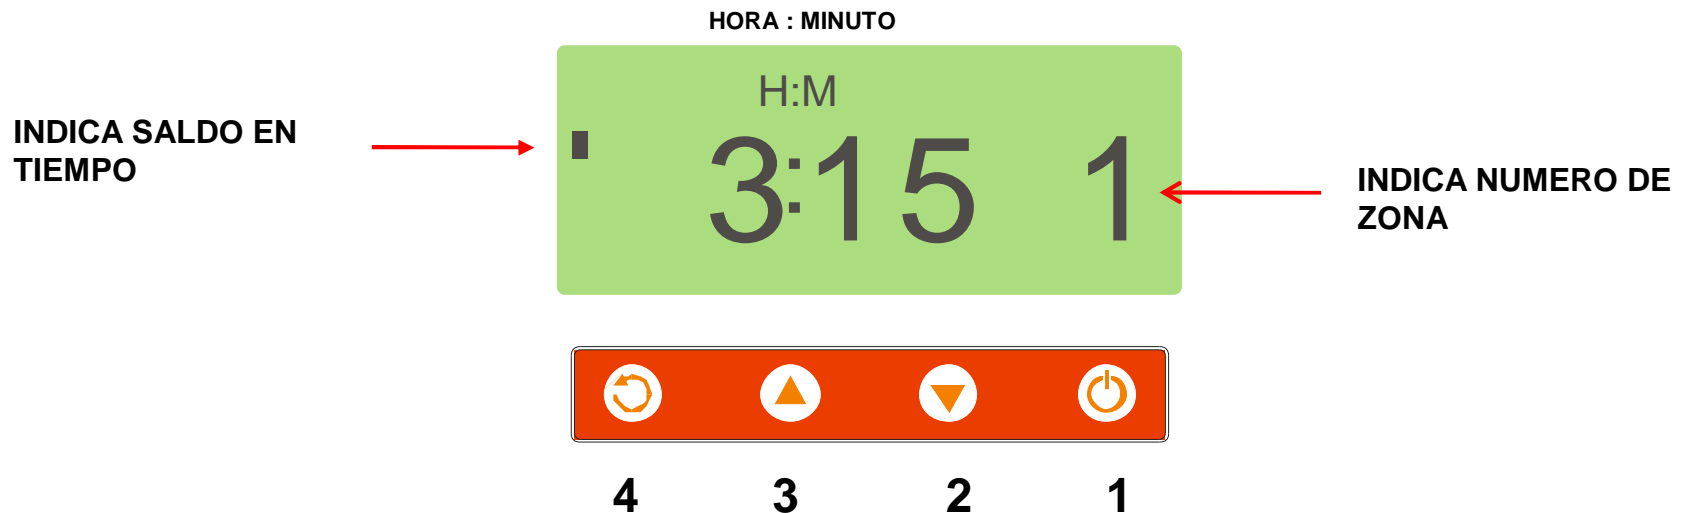 HORA : MINUTO
H:M
INDICA SALDO EN
TIEMPO
3:15 1
INDICA NUMERO DE
ZONA
4 3 2 1